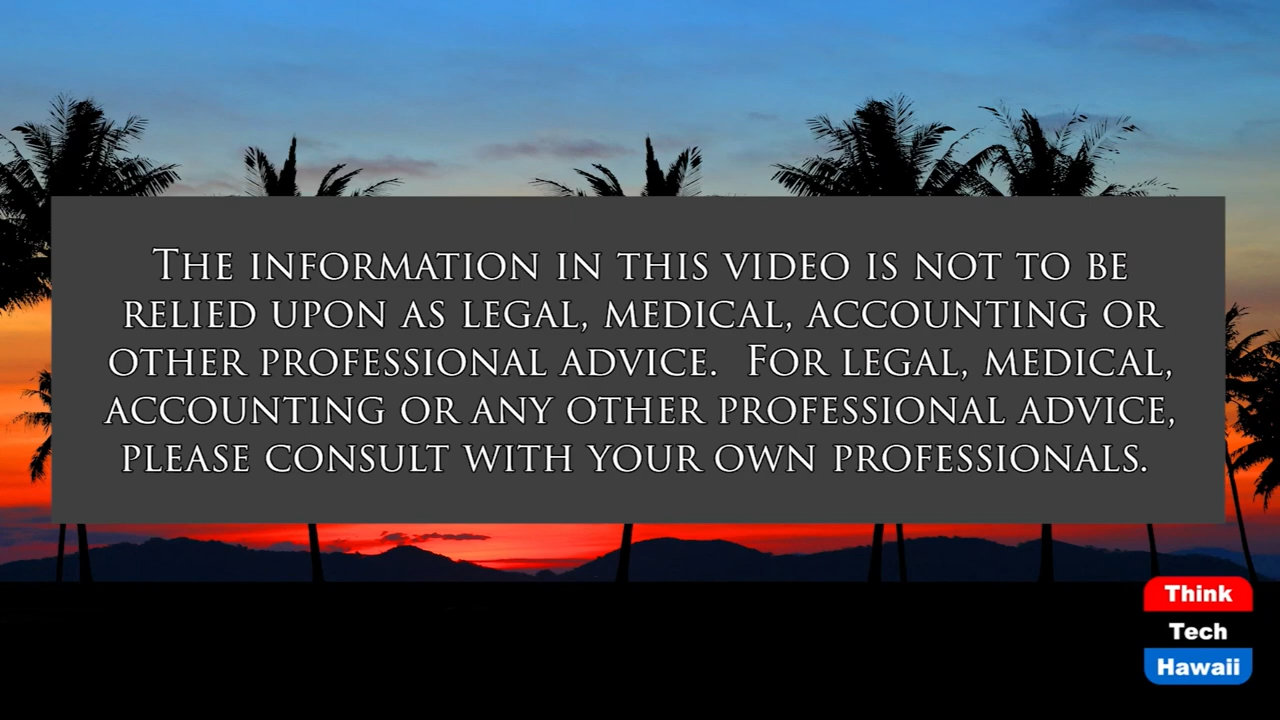 THE INFORMATION IN THIS VIDEO IS NOT TO BE
RELIED UPON AS LEGAL, MEDICAL, ACCOUNTING OR
OTHER PROFESSIONAL ADVICE. FOR LEGAL, MEDICAL,
ACCOUNTING OR ANY OTHER PROFESSIONAL ADVICE,
PLEASE CONSULT WITH YOUR OWN PROFESSIONALS.
Think
Tech
Hawaii